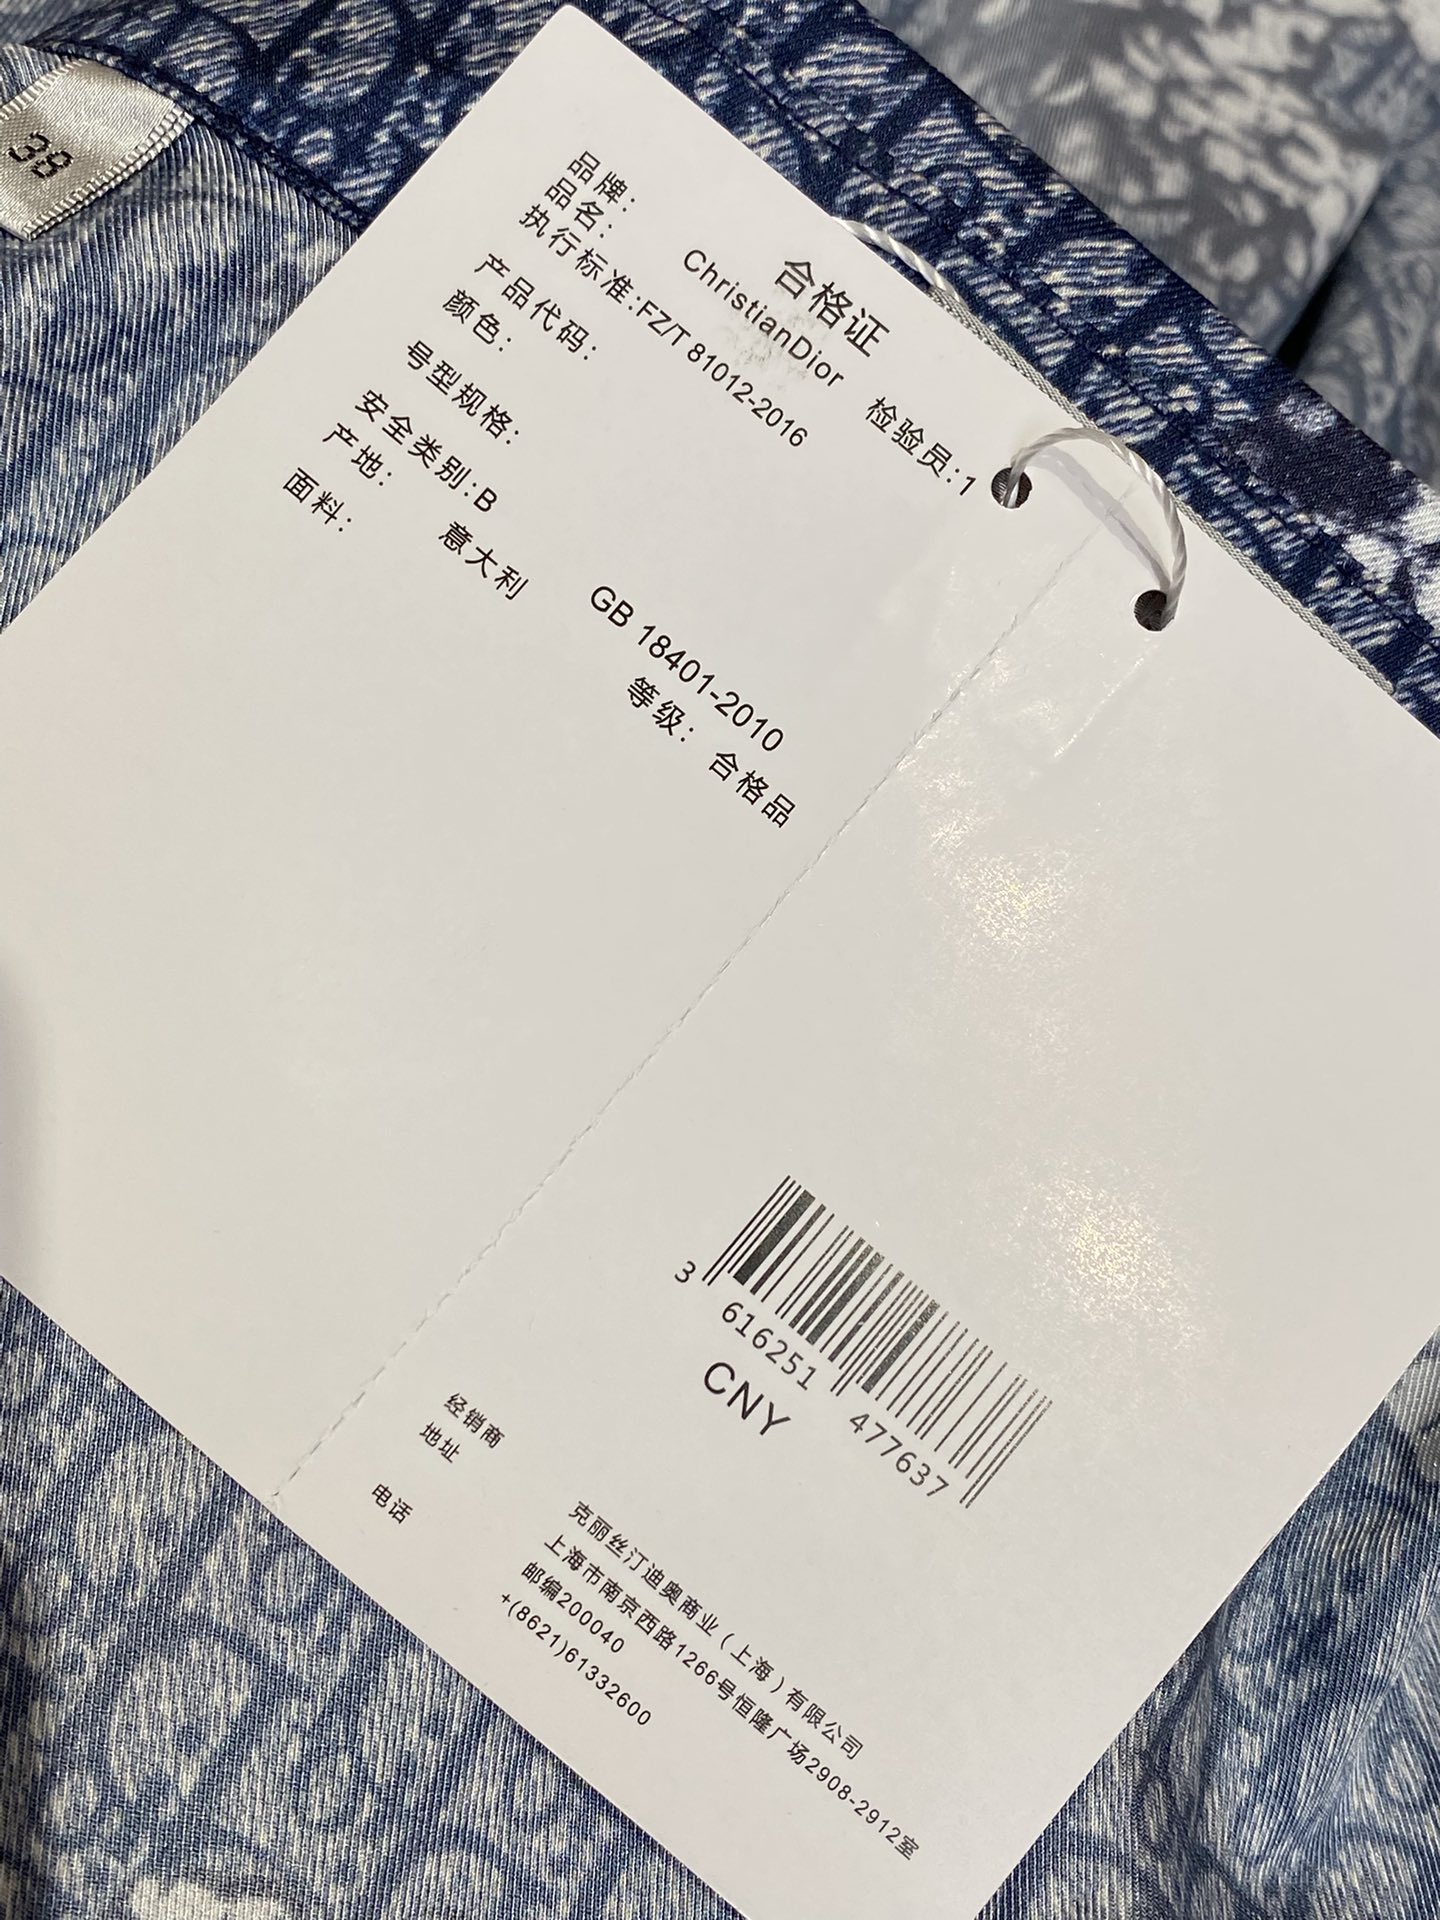 38
合格证
品牌: ChristianDior
品名: 检验员:1
执行标准:FZ/T 81012-2016
产品代码:
颜色:
号型规格:
安全类别:B GB 18401-2010
产地: 意大利 等级: 合格品
面料:
3 616251 477637
CNY
经销商 克丽丝汀迪奥商业(上海)有限公司
地址 上海市南京西路1266号恒隆广场2908-2912室
邮编200040
电话 +(8621)61332600